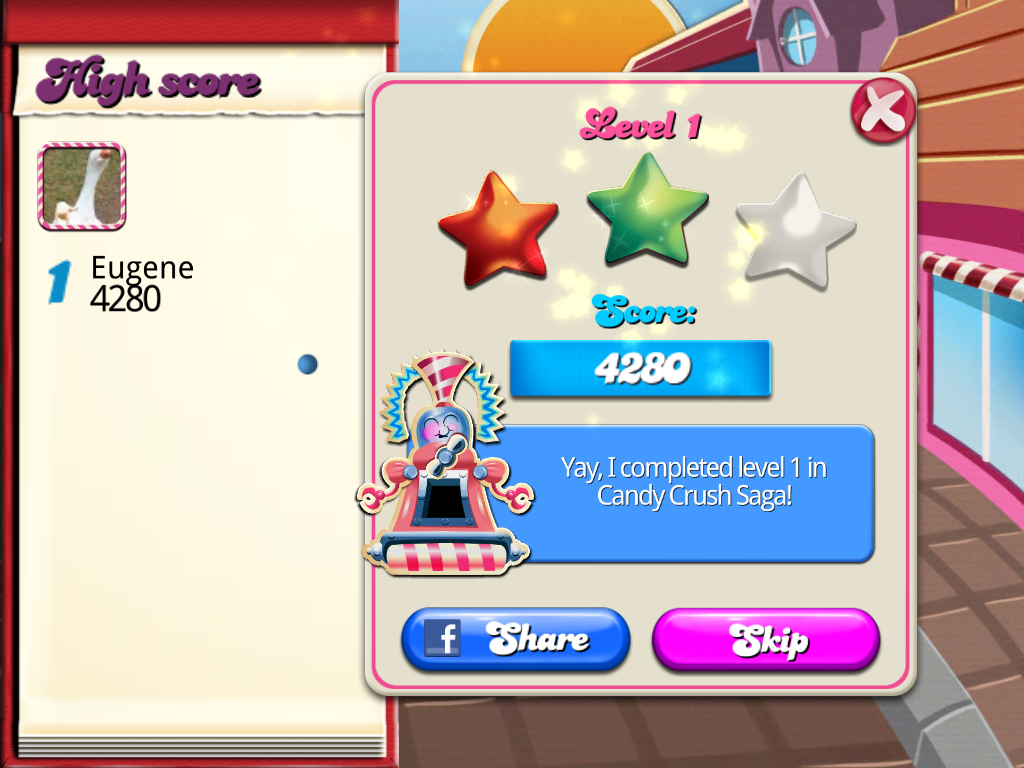 High score
1 Eugene
4280
Level 1
Score:
4280
Yay, I completed level 1 in
Candy Crush Saga!
f Share
Skip